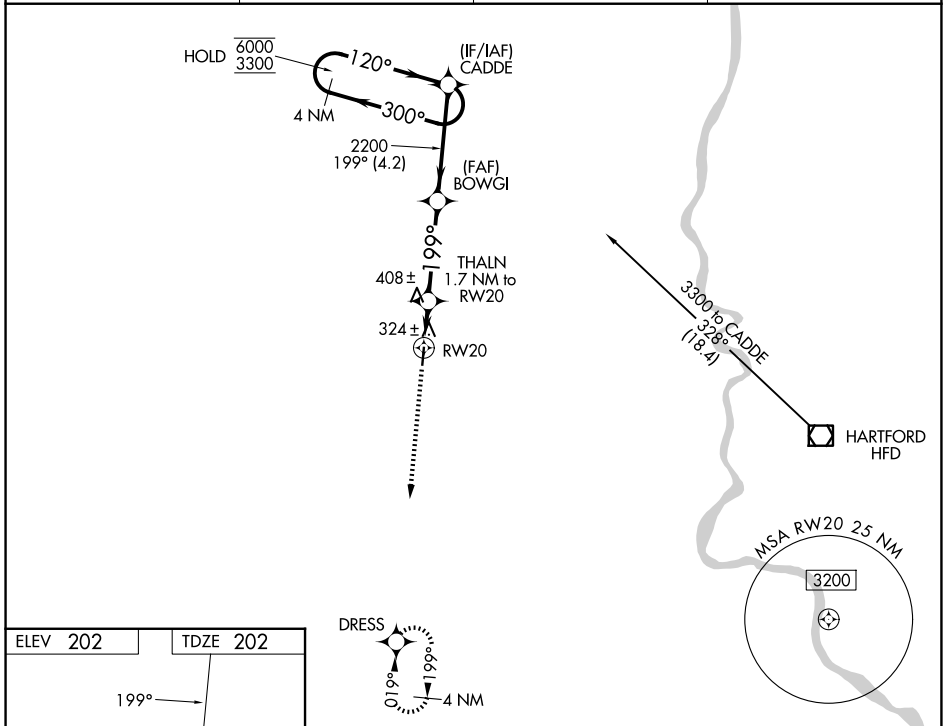 HOLD 6000
3300
120°
(IF/IAF)
CADDE
4 NM
300°
2200
199° (4.2)
(FAF)
BOWGI
199°
408±
THALN
1.7 NM to
RW20
324±
RW20
3300 to CADDE
328°
(18.4)
HARTFORD
HFD
MSA RW20 25 NM
3200
DRESS
019°
199°
4 NM
ELEV 202
TDZE 202
199°